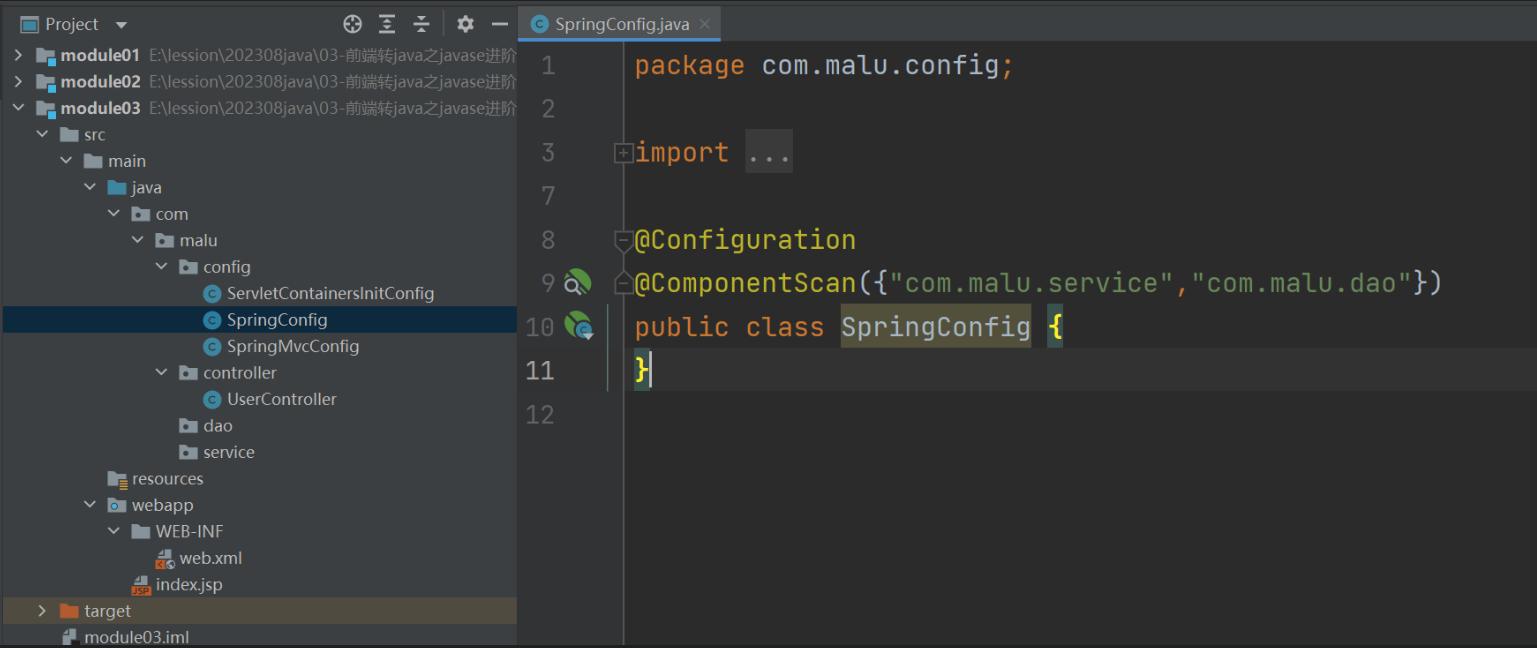 Project
module01 E:\lession\202308java\03-前端转java之javase进阶
module02 E:\lession\202308java\03-前端转java之javase进阶
module03 E:\lession\202308java\03-前端转java之javase进阶
src
main
java
com
malu
config
ServletContainersInitConfig
SpringConfig
SpringMvcConfig
controller
UserController
dao
service
resources
webapp
WEB-INF
web.xml
JSP index.jsp
target
module03.iml
SpringConfig.java
1 package com.malu.config;
2
3 import ...
7
8 @Configuration
9 @ComponentScan({"com.malu.service","com.malu.dao"})
10 public class SpringConfig {
11 }
12